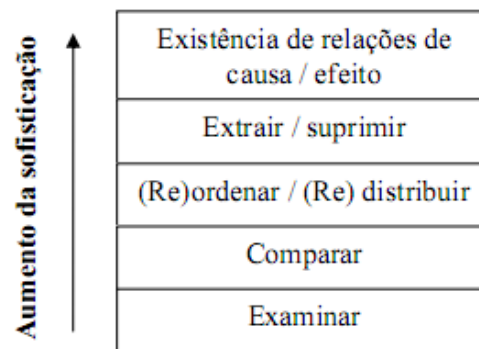 Aumento da sofisticação
Existência de relações de
causa / efeito
Extrair / suprimir
(Re)ordenar / (Re) distribuir
Comparar
Examinar